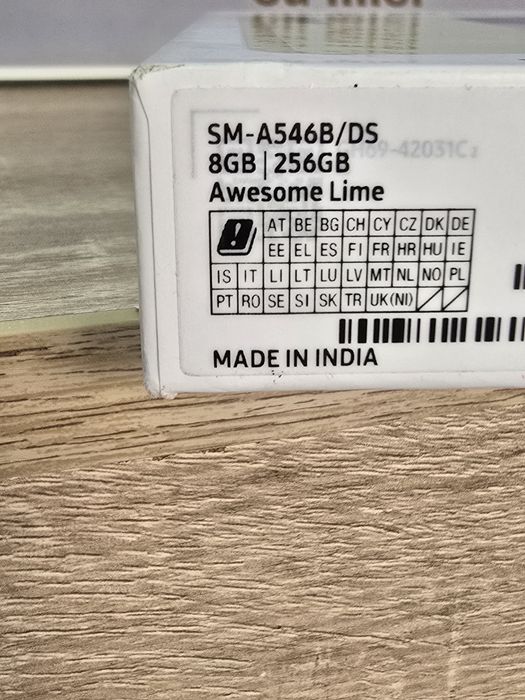 SM-A546B/DS
8GB | 256GB
Awesome Lime
AT BE BG CH CY CZ DK DE
EE EL ES FI FR HR HU IE
IS IT LI LT LU LV MT NL NO PL
PT RO SE SI SK TR UK(NI)
MADE IN INDIA